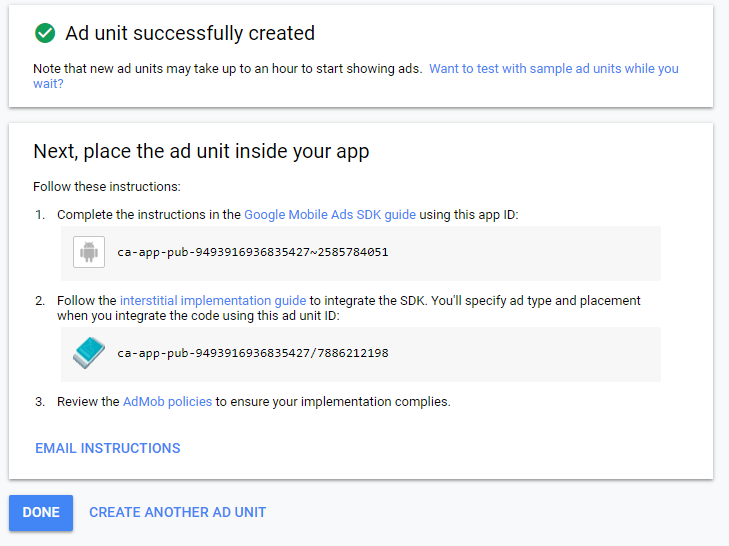 Ad unit successfully created
Note that new ad units may take up to an hour to start showing ads. Want to test with sample ad units while you
wait?
Next, place the ad unit inside your app
Follow these instructions:
1. Complete the instructions in the Google Mobile Ads SDK guide using this app ID:
ca-app-pub-9493916936835427~2585784051
2. Follow the interstitial implementation guide to integrate the SDK. You'll specify ad type and placement
when you integrate the code using this ad unit ID:
ca-app-pub-9493916936835427/7886212198
3. Review the AdMob policies to ensure your implementation complies.
EMAIL INSTRUCTIONS
DONE CREATE ANOTHER AD UNIT